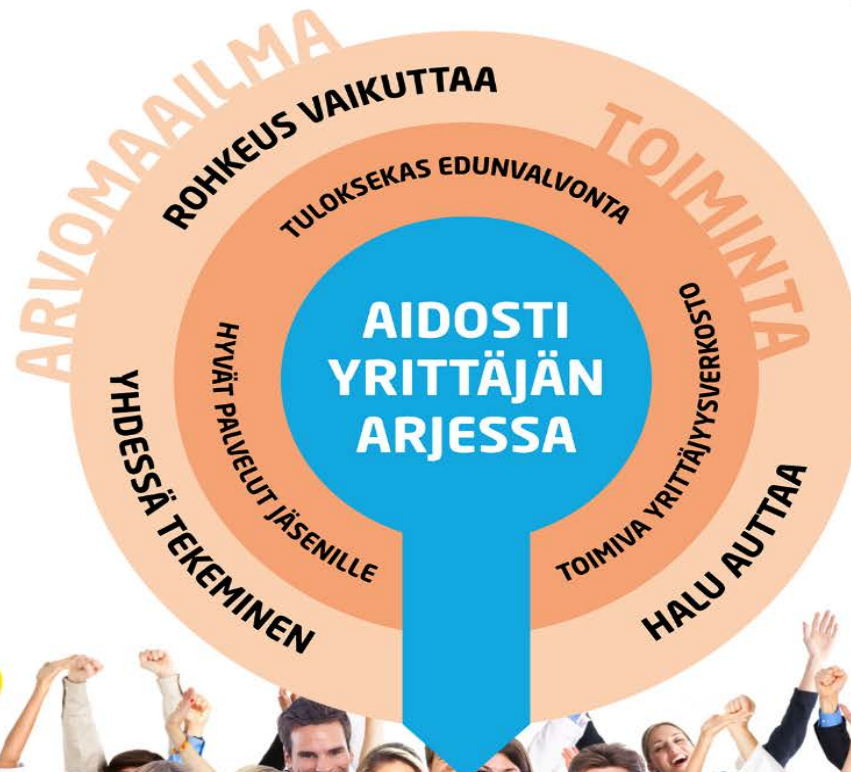 ARVOMAAILMA
TOIMINTA
ROHKEUS VAIKUTTAA
TULOKSEKAS EDUNVALVONTA
AIDOSTI
YRITTÄJÄN
ARJESSA
HYVÄT PALVELUT JÄSENILLE
TOIMIVA YRITTÄJYYSVERKOSTO
YHDESSÄ TEKEMINEN
HALU AUTTAA